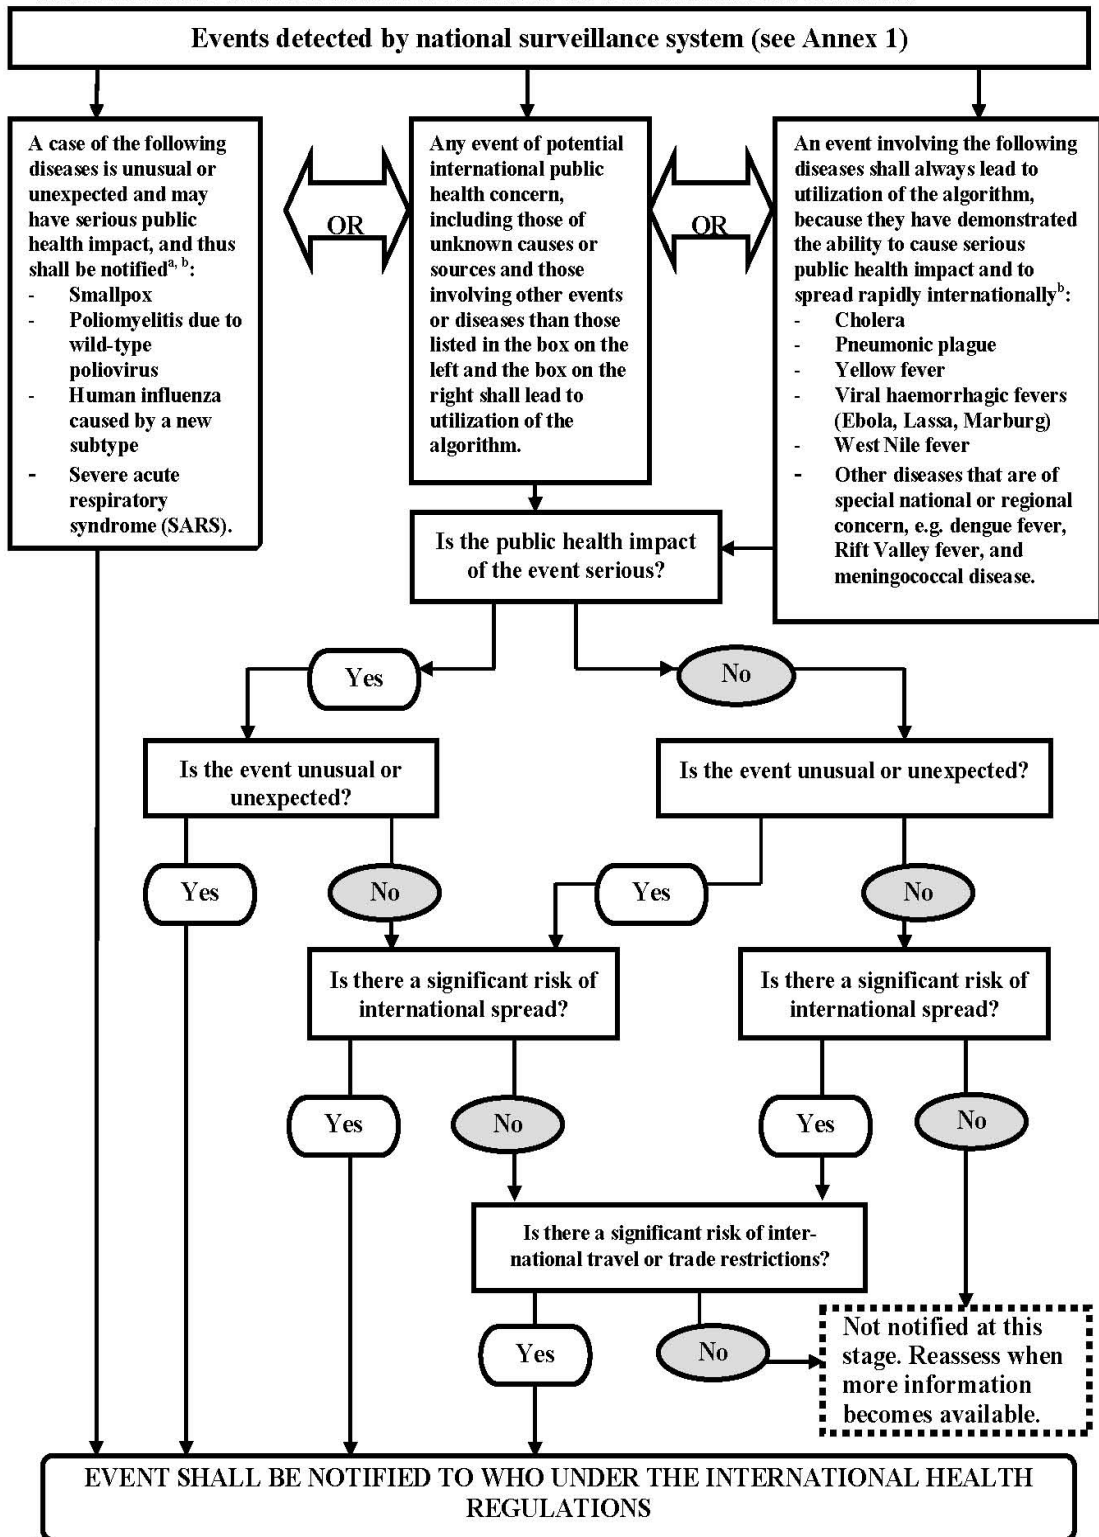 Events detected by national surveillance system (see Annex 1)
A case of the following
diseases is unusual or
unexpected and may
have serious public
health impact, and thus
shall be notifiedᵃ, ᵇ:
- Smallpox
- Poliomyelitis due to
wild-type
poliovirus
- Human influenza
caused by a new
subtype
- Severe acute
respiratory
syndrome (SARS).
OR
Any event of potential
international public
health concern,
including those of
unknown causes or
sources and those
involving other events
or diseases than those
listed in the box on the
left and the box on the
right shall lead to
utilization of the
algorithm.
OR
An event involving the following
diseases shall always lead to
utilization of the algorithm,
because they have demonstrated
the ability to cause serious
public health impact and to
spread rapidly internationallyᵇ:
- Cholera
- Pneumonic plague
- Yellow fever
- Viral haemorrhagic fevers
(Ebola, Lassa, Marburg)
- West Nile fever
- Other diseases that are of
special national or regional
concern, e.g. dengue fever,
Rift Valley fever, and
meningococcal disease.
Is the public health impact
of the event serious?
Yes
No
Is the event unusual or
unexpected?
Is the event unusual or unexpected?
Yes
No
Yes
No
Is there a significant risk of
international spread?
Is there a significant risk of
international spread?
Yes
No
Yes
No
Is there a significant risk of inter-
national travel or trade restrictions?
Yes
No
Not notified at this
stage. Reassess when
more information
becomes available.
EVENT SHALL BE NOTIFIED TO WHO UNDER THE INTERNATIONAL HEALTH
REGULATIONS